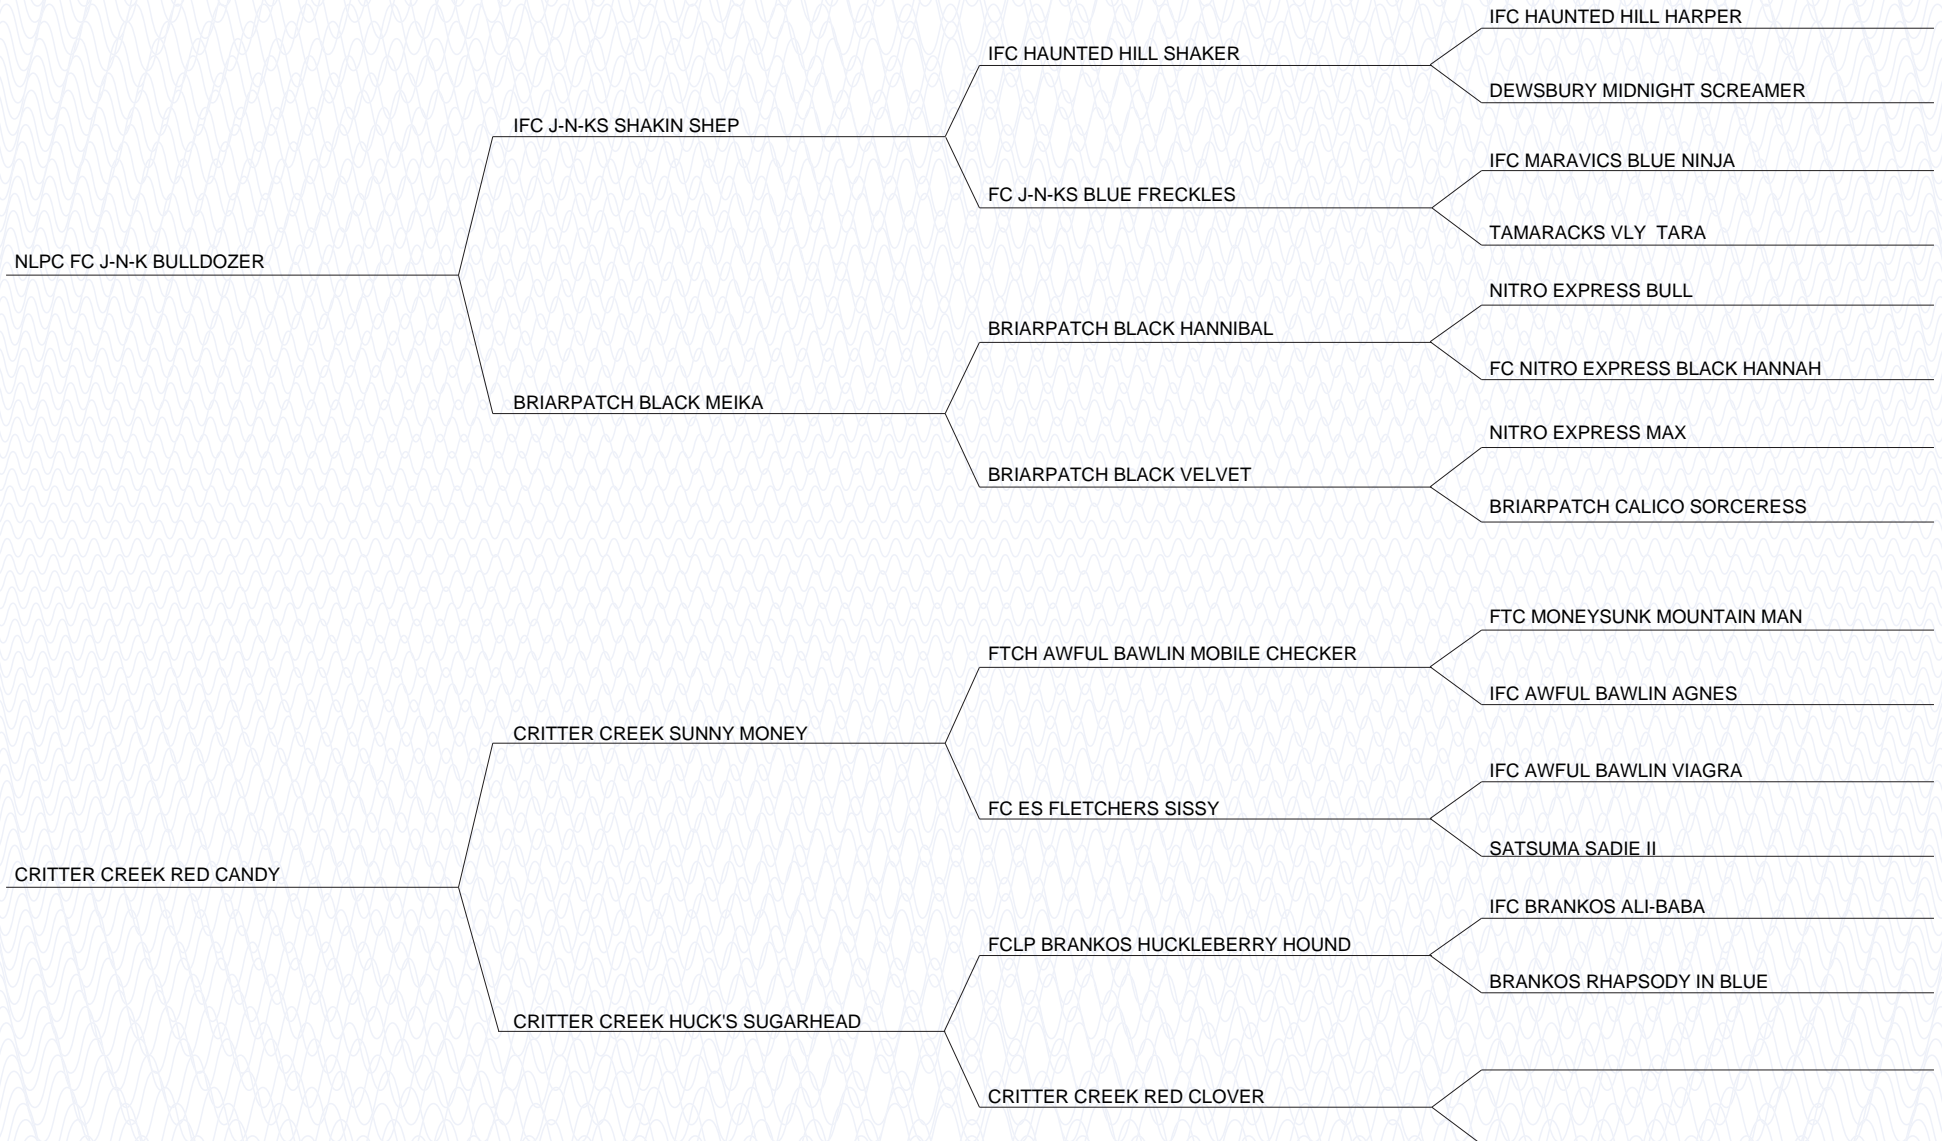 IFC HAUNTED HILL HARPER
IFC HAUNTED HILL SHAKER
DEWSBURY MIDNIGHT SCREAMER
IFC J-N-KS SHAKIN SHEP
IFC MARAVICS BLUE NINJA
FC J-N-KS BLUE FRECKLES
TAMARACKS VLY  TARA
NLPC FC J-N-K BULLDOZER
NITRO EXPRESS BULL
BRIARPATCH BLACK HANNIBAL
FC NITRO EXPRESS BLACK HANNAH
BRIARPATCH BLACK MEIKA
NITRO EXPRESS MAX
BRIARPATCH BLACK VELVET
BRIARPATCH CALICO SORCERESS
FTC MONEYSUNK MOUNTAIN MAN
FTCH AWFUL BAWLIN MOBILE CHECKER
IFC AWFUL BAWLIN AGNES
CRITTER CREEK SUNNY MONEY
IFC AWFUL BAWLIN VIAGRA
FC ES FLETCHERS SISSY
SATSUMA SADIE II
CRITTER CREEK RED CANDY
IFC BRANKOS ALI-BABA
FCLP BRANKOS HUCKLEBERRY HOUND
BRANKOS RHAPSODY IN BLUE
CRITTER CREEK HUCK'S SUGARHEAD
CRITTER CREEK RED CLOVER